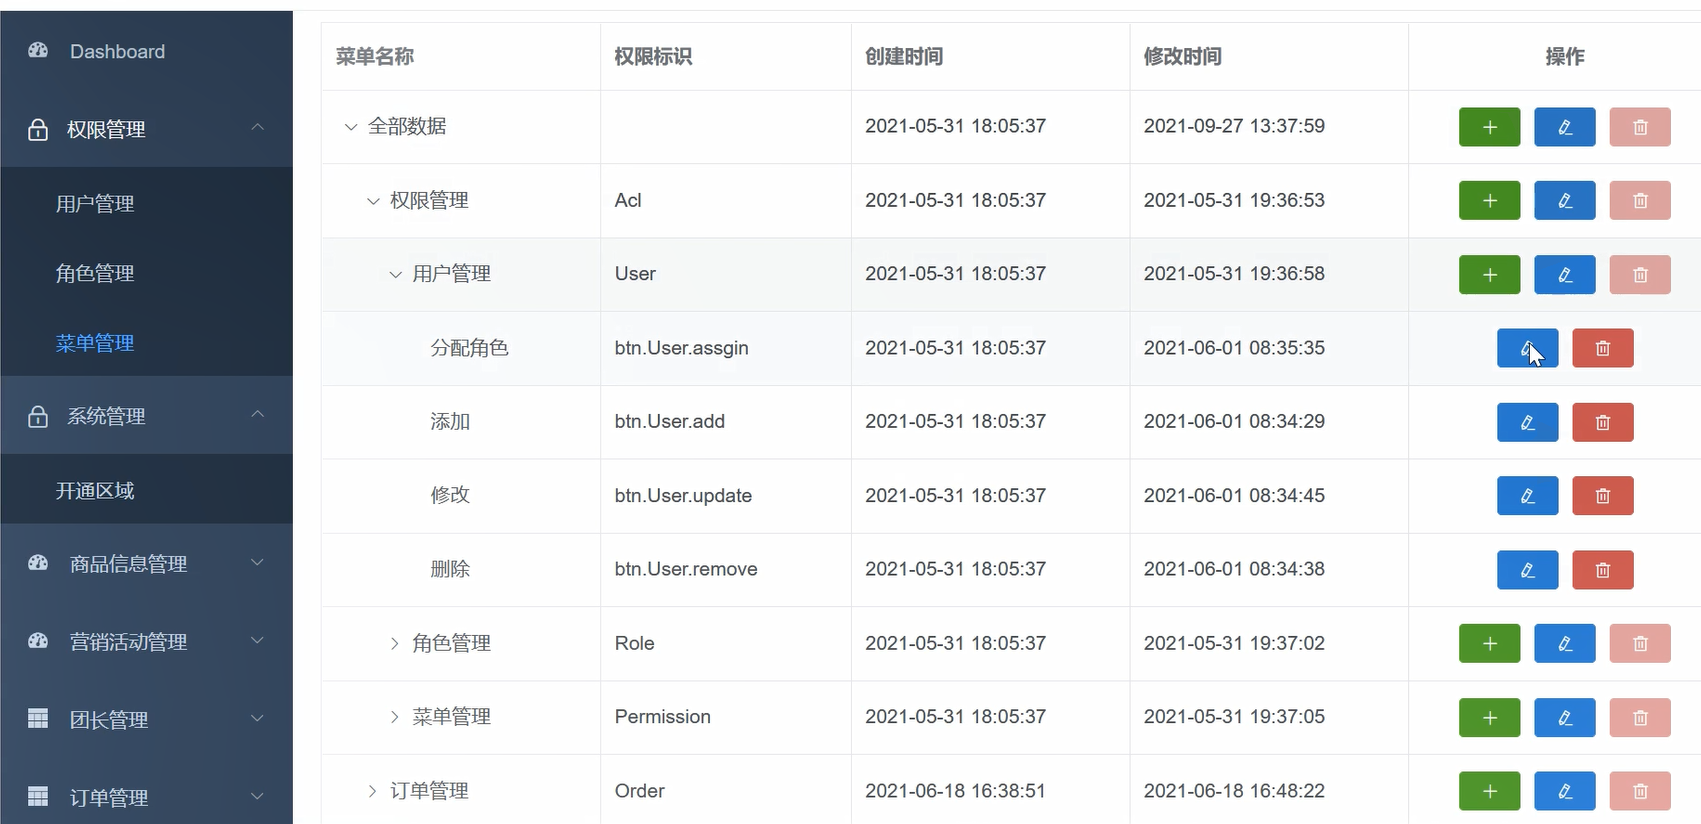 Dashboard
权限管理
用户管理
角色管理
菜单管理
系统管理
开通区域
商品信息管理
营销活动管理
团长管理
订单管理
菜单名称 权限标识 创建时间 修改时间 操作
全部数据 2021-05-31 18:05:37 2021-09-27 13:37:59
权限管理 Acl 2021-05-31 18:05:37 2021-05-31 19:36:53
用户管理 User 2021-05-31 18:05:37 2021-05-31 19:36:58
分配角色 btn.User.assgin 2021-05-31 18:05:37 2021-06-01 08:35:35
添加 btn.User.add 2021-05-31 18:05:37 2021-06-01 08:34:29
修改 btn.User.update 2021-05-31 18:05:37 2021-06-01 08:34:45
删除 btn.User.remove 2021-05-31 18:05:37 2021-06-01 08:34:38
角色管理 Role 2021-05-31 18:05:37 2021-05-31 19:37:02
菜单管理 Permission 2021-05-31 18:05:37 2021-05-31 19:37:05
订单管理 Order 2021-06-18 16:38:51 2021-06-18 16:48:22